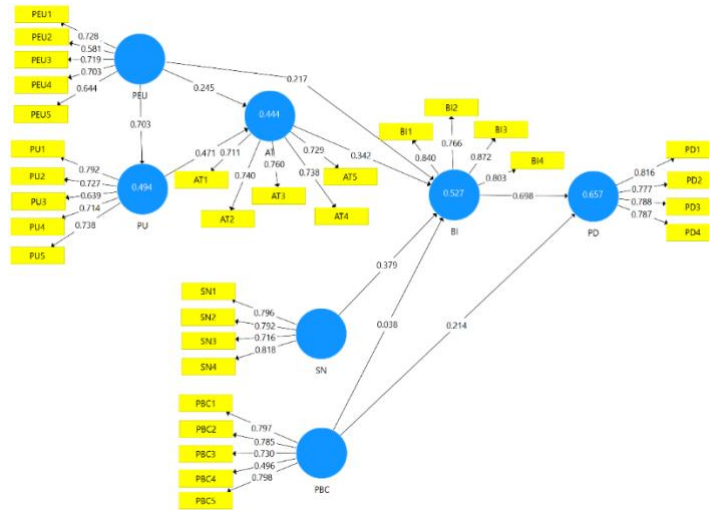 PEU1
PEU2
PEU3
PEU4
PEU5
0.728
0.581
0.719
0.703
0.644
PEU
0.217
0.245
0.703
PU1
PU2
PU3
PU4
PU5
0.792
0.727
0.639
0.714
0.738
0.494
PU
0.471
0.444
AT
0.711
0.740
0.760
0.738
0.729
AT1
AT2
AT3
AT4
AT5
0.342
BI1
BI2
BI3
BI4
0.840
0.766
0.872
0.803
0.527
BI
0.698
0.657
PD
0.816
0.777
0.788
0.787
PD1
PD2
PD3
PD4
0.379
0.038
0.214
SN1
SN2
SN3
SN4
0.796
0.792
0.716
0.818
SN
PBC1
PBC2
PBC3
PBC4
PBC5
0.797
0.785
0.730
0.496
0.798
PBC